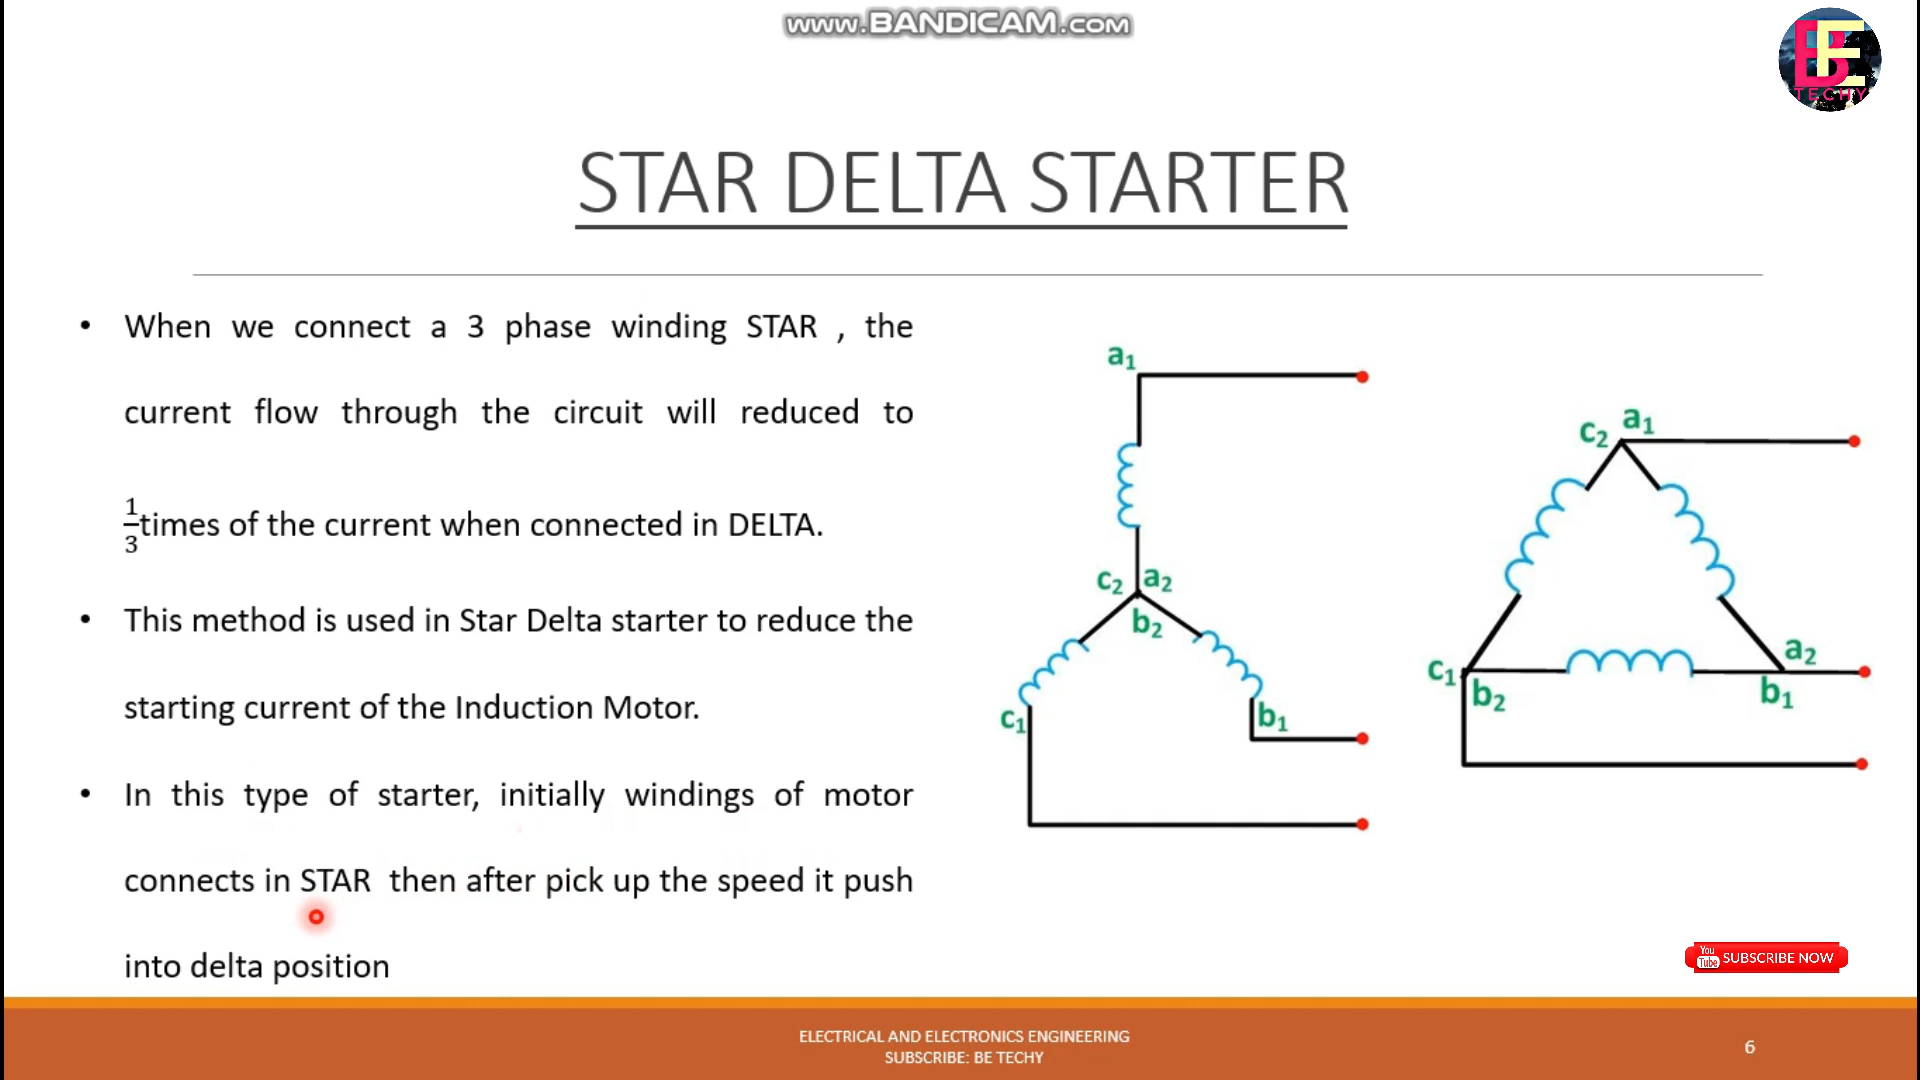 www.BANDICAM.com
BE
TECHY
STAR DELTA STARTER
• When we connect a 3 phase winding STAR , the
current flow through the circuit will reduced to
1/3 times of the current when connected in DELTA.
• This method is used in Star Delta starter to reduce the
starting current of the Induction Motor.
• In this type of starter, initially windings of motor
connects in STAR then after pick up the speed it push
into delta position
a₁
c₂ a₂
b₂
c₁
b₁
c₂ a₁
c₁
b₂
a₂
b₁
You
Tube
SUBSCRIBE NOW
ELECTRICAL AND ELECTRONICS ENGINEERING
SUBSCRIBE: BE TECHY
6